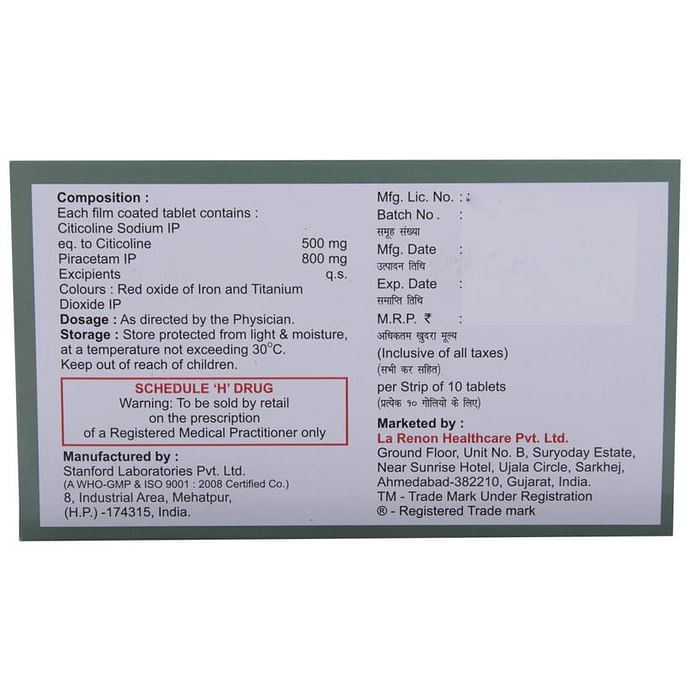 Composition :
Each film coated tablet contains :
Citicoline Sodium IP
eq. to Citicoline 500 mg
Piracetam IP 800 mg
Excipients q.s.
Colours : Red oxide of Iron and Titanium
Dioxide IP
Dosage : As directed by the Physician.
Storage : Store protected from light & moisture,
at a temperature not exceeding 30°C.
Keep out of reach of children.
SCHEDULE ‘H’ DRUG
Warning: To be sold by retail
on the prescription
of a Registered Medical Practitioner only
Manufactured by :
Stanford Laboratories Pvt. Ltd.
(A WHO-GMP & ISO 9001 : 2008 Certified Co.)
8, Industrial Area, Mehatpur,
(H.P.) -174315, India.
Mfg. Lic. No. :
Batch No. :
समूह संख्या
Mfg. Date :
उत्पादन तिथि
Exp. Date :
समाप्ति तिथि
M.R.P. ₹ :
अधिकतम खुदरा मूल्य
(Inclusive of all taxes)
(सभी कर सहित)
per Strip of 10 tablets
(प्रत्येक १० गोलियो के लिए)
Marketed by :
La Renon Healthcare Pvt. Ltd.
Ground Floor, Unit No. B, Suryoday Estate,
Near Sunrise Hotel, Ujala Circle, Sarkhej,
Ahmedabad-382210, Gujarat, India.
TM - Trade Mark Under Registration
® - Registered Trade mark